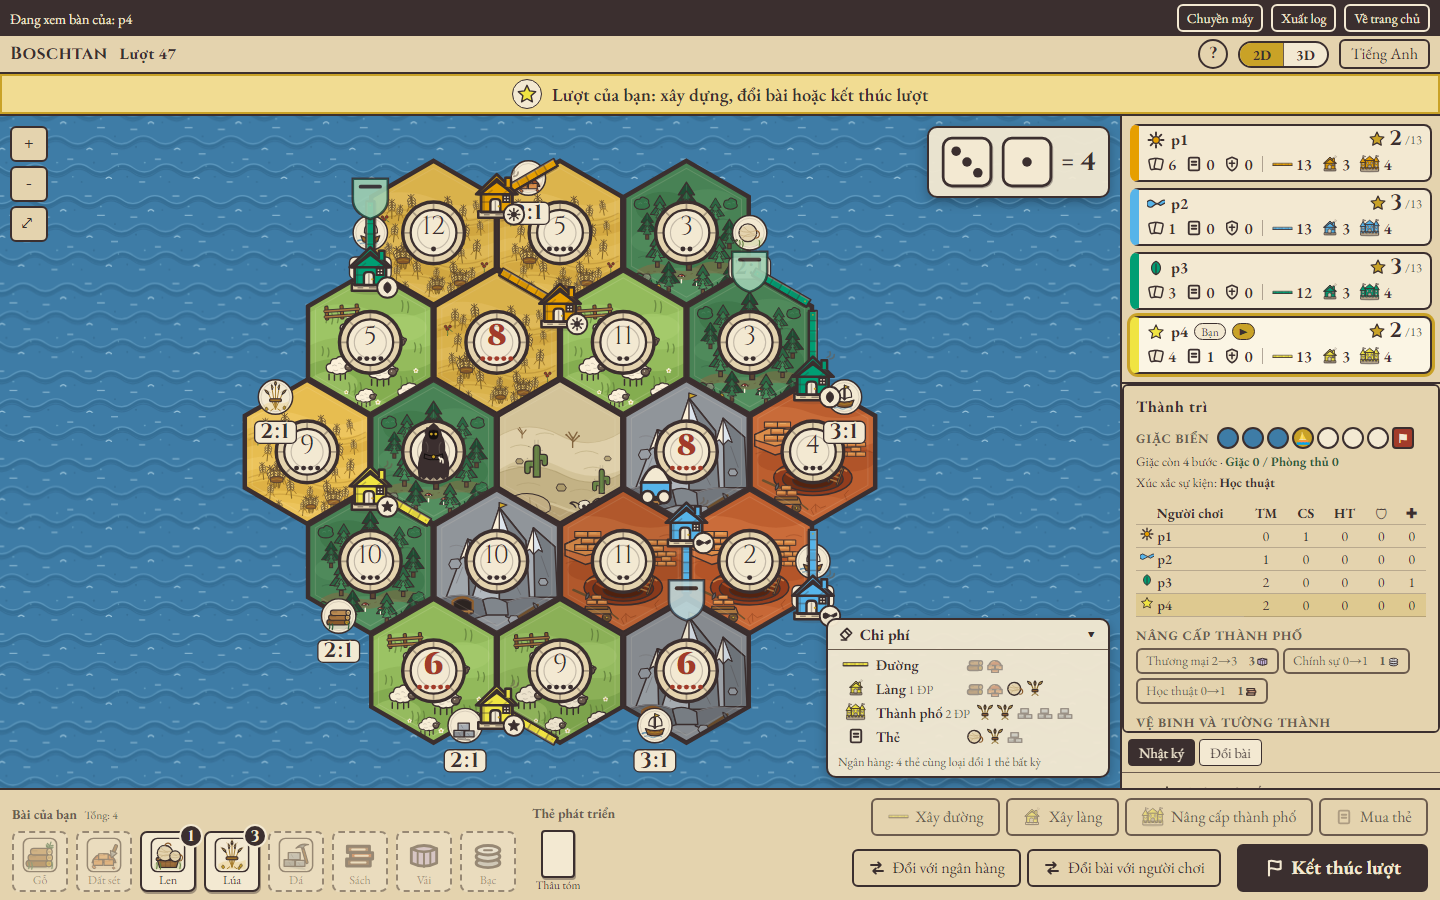 Đang xem bàn của: p4
Chuyền máy
Xuất log
Về trang chủ
BOSCHTAN Lượt 47
?
2D 3D
Tiếng Anh
Lượt của bạn: xây dựng, đổi bài hoặc kết thúc lượt
+
-
= 4
12
:1
5
3
5
8
11
3
2:1
9
8
4
3:1
10
10
11
2
2:1
6
9
6
2:1
3:1
p1 2 /13
6 0 0 13 3 4
p2 3 /13
1 0 0 13 3 4
p3 3 /13
3 0 0 12 3 4
p4 Bạn 2 /13
4 1 0 13 3 4
Thành trì
GIẶC BIỂN
Giặc còn 4 bước · Giặc 0 / Phòng thủ 0
Xúc xắc sự kiện: Học thuật
Người chơi TM CS HT
p1 0 1 0 0 0
p2 1 0 0 0 0
p3 2 0 0 0 1
p4 2 0 0 0 0
NÂNG CẤP THÀNH PHỐ
Thương mại 2→3 3
Chính sự 0→1 1
Học thuật 0→1 1
VỆ BINH VÀ TƯỜNG THÀNH
Nhật ký
Đổi bài
Chi phí
Đường
Làng 1 ĐP
Thành phố 2 ĐP
Thẻ
Ngân hàng: 4 thẻ cùng loại đổi 1 thẻ bất kỳ
Bài của bạn Tổng: 4
Gỗ
Đất sét
1
Len
3
Lúa
Đá
Sách
Vải
Bạc
Thẻ phát triển
Thâu tóm
Xây đường
Xây làng
Nâng cấp thành phố
Mua thẻ
Đổi với ngân hàng
Đổi bài với người chơi
Kết thúc lượt